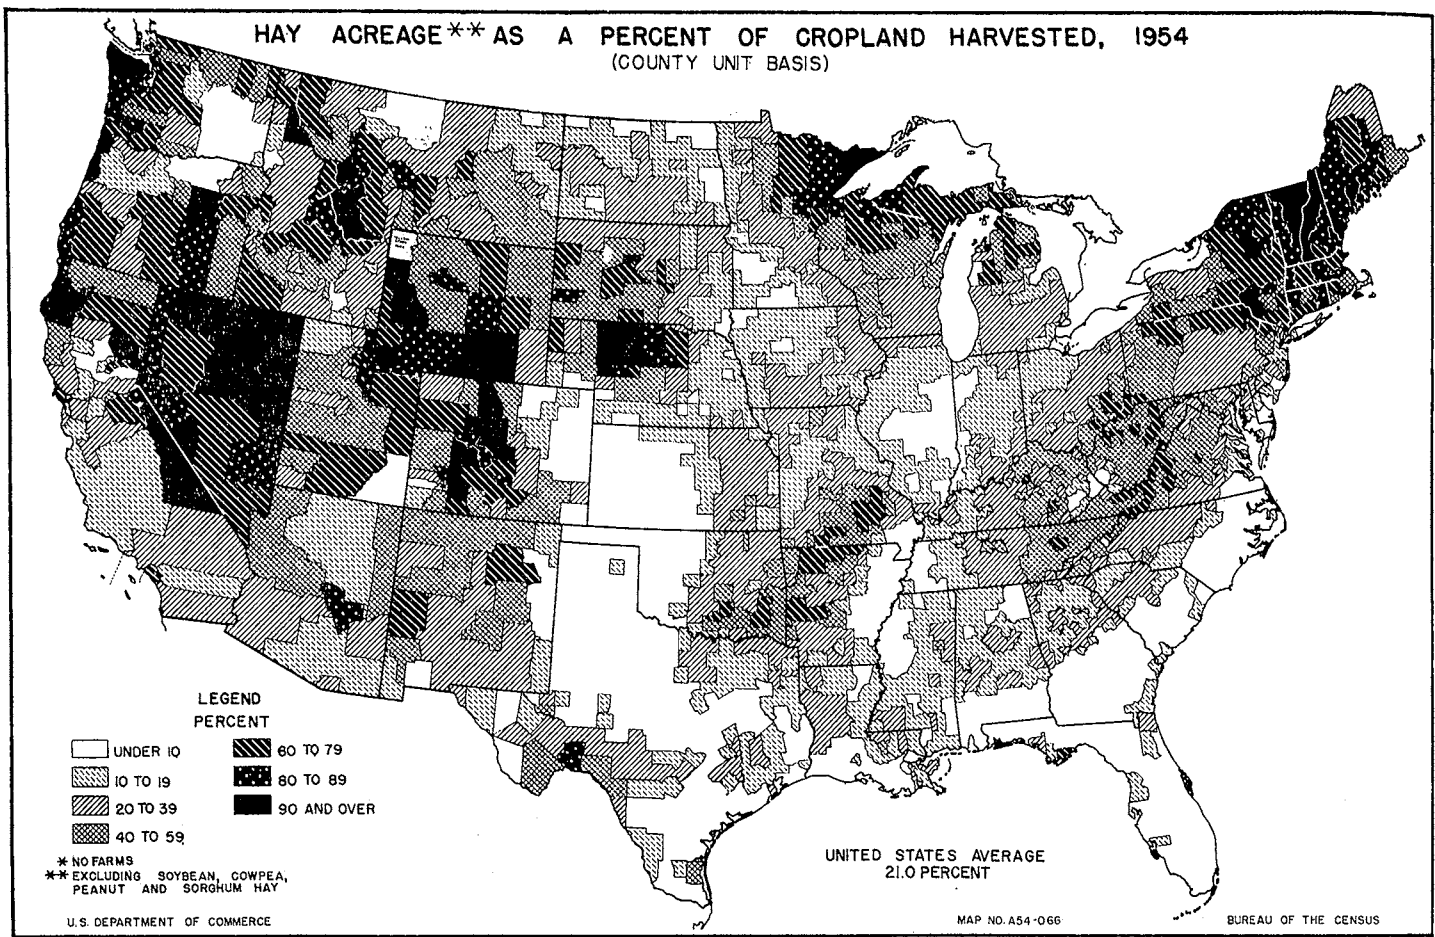 HAY ACREAGE** AS A PERCENT OF CROPLAND HARVESTED, 1954
(COUNTY UNIT BASIS)
LEGEND
PERCENT
UNDER 10
10 TO 19
20 TO 39
40 TO 59
60 TO 79
80 TO 89
90 AND OVER
* NO FARMS
** EXCLUDING SOYBEAN, COWPEA,
PEANUT AND SORGHUM HAY
UNITED STATES AVERAGE
21.0 PERCENT
U.S. DEPARTMENT OF COMMERCE
MAP NO. A54-066
BUREAU OF THE CENSUS